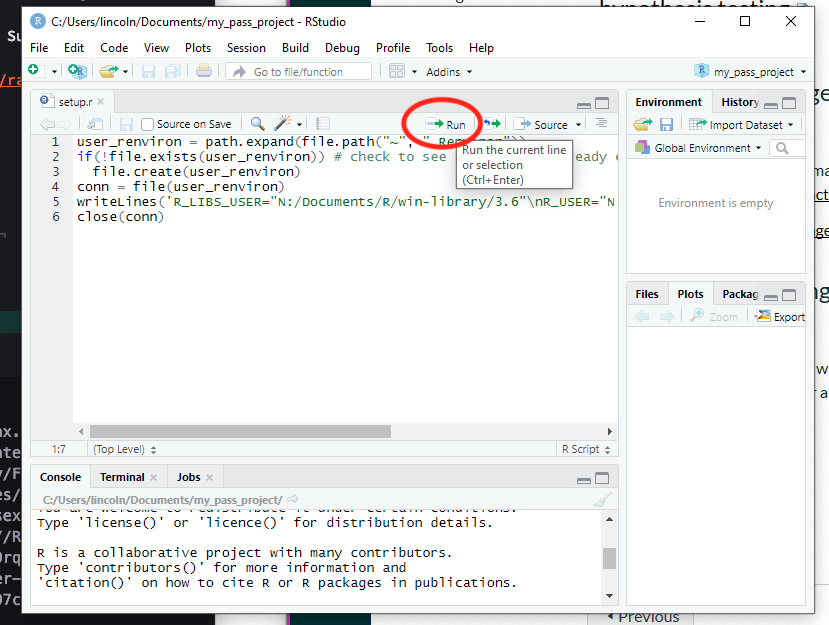 hypothesis testing
C:/Users/lincoln/Documents/my_pass_project - RStudio
File Edit Code View Plots Session Build Debug Profile Tools Help
Go to file/function Addins my_pass_project
setup.r
Source on Save Run Source
1 user_renviron = path.expand(file.path("~",
2 if(!file.exists(user_renviron)) # check to see
3 file.create(user_renviron)
4 conn = file(user_renviron)
5 writeLines('R_LIBS_USER="N:/Documents/R/win-library/3.6"\nR_USER="N
6 close(conn)
Run the current line
or selection
(Ctrl+Enter)
1:7 (Top Level) R Script
Console Terminal Jobs
C:/Users/lincoln/Documents/my_pass_project/
You are welcome to redistribute it under certain conditions.
Type 'license()' or 'licence()' for distribution details.
R is a collaborative project with many contributors.
Type 'contributors()' for more information and
'citation()' on how to cite R or R packages in publications.
Environment History
Import Dataset
Global Environment
Environment is empty
Files Plots Packag
Zoom Export
Previous